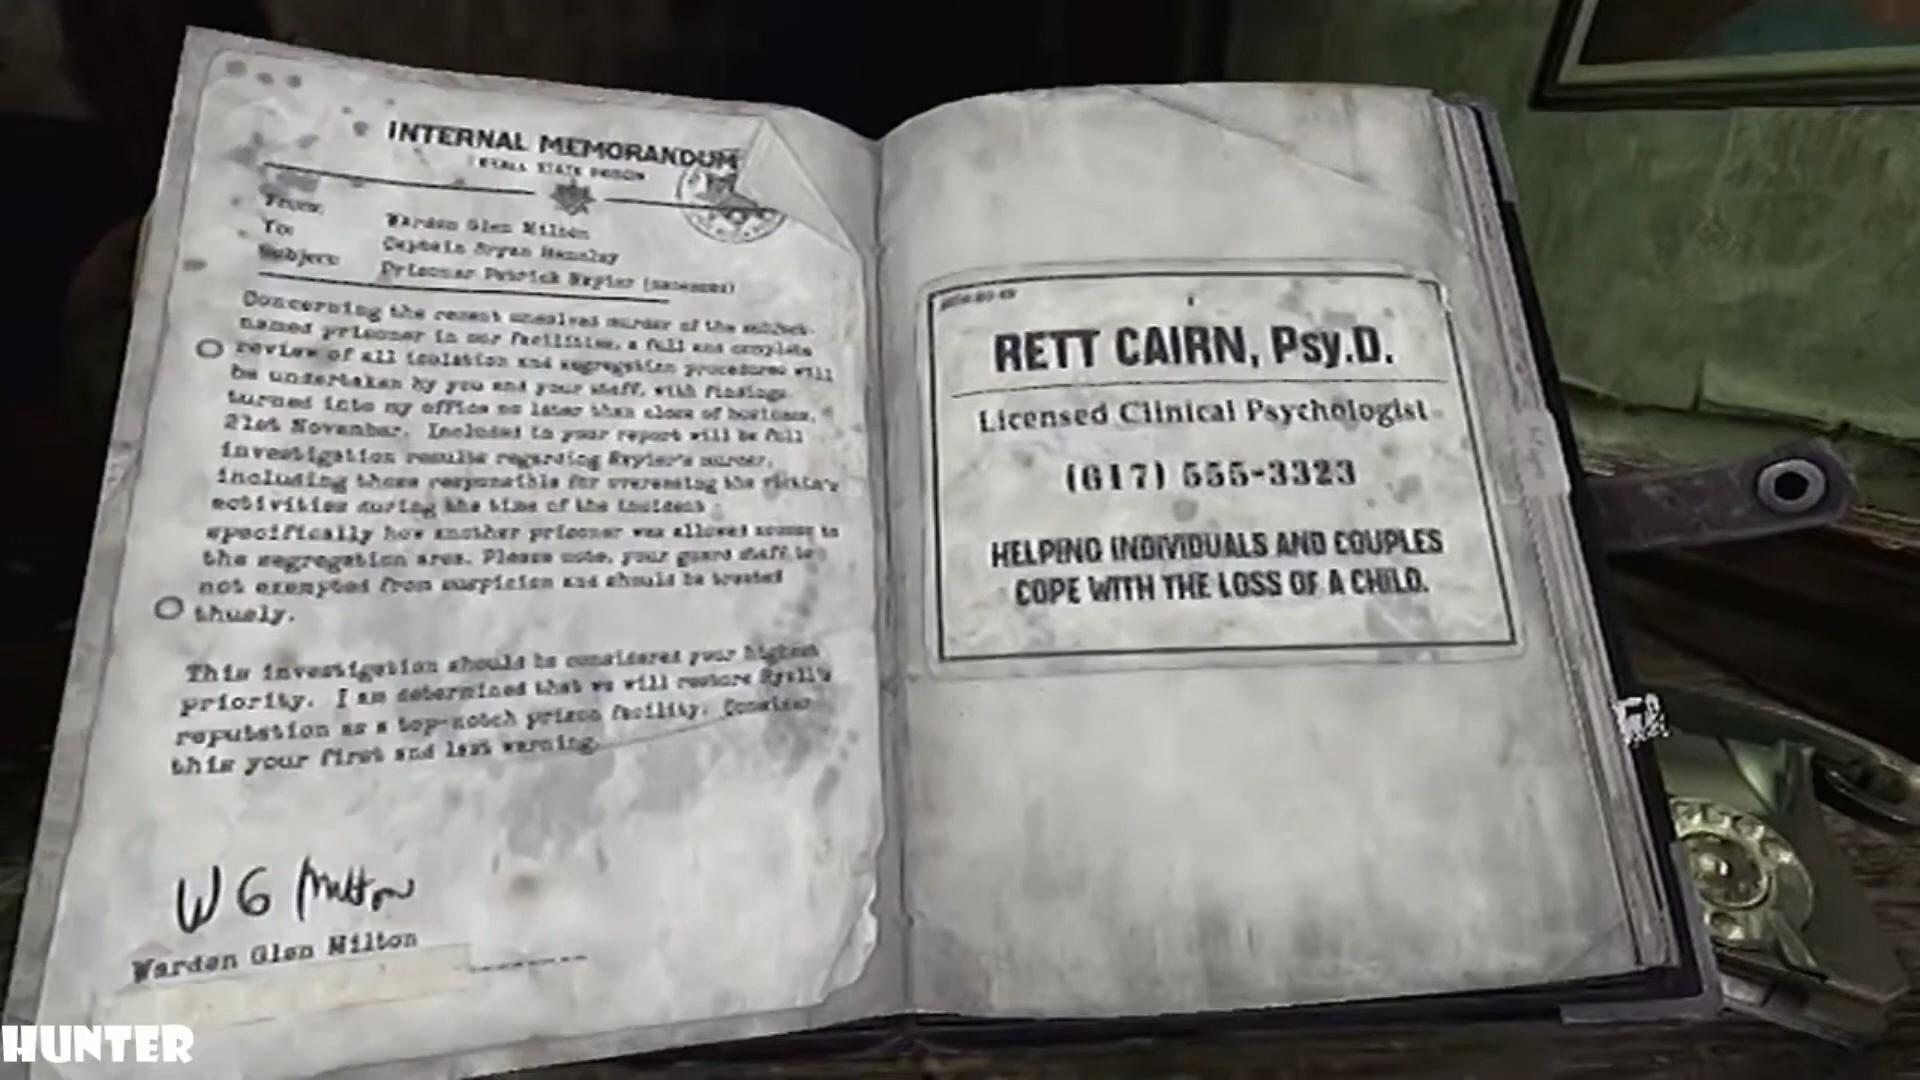 INTERNAL MEMORANDUM
STATE PRISON
From: Warden Glen Milton
To: Captain
Subject: Prisoner Patrick
Concerning the recent unsolved murder of the subject-
named prisoner in our facilities, a full and complete
review of all isolation and segregation procedures will
be undertaken by you and your staff, with findings
turned into my office no later than close of business,
21st November. Included in your report will be full
investigation results regarding murder,
including those responsible for overseeing the victim's
activities during the time of the incident
specifically how another prisoner was allowed access to
the segregation area. Please note, your guard staff is
not exempted from suspicion and should be treated
thusly.
This investigation should be considered your highest
priority. I am determined that we will restore Ryall's
reputation as a top-notch prison facility. Consider
this your first and last warning.
W G Milton
Warden Glen Milton
RETT CAIRN, Psy.D.
Licensed Clinical Psychologist
(617) 555-3323
HELPING INDIVIDUALS AND COUPLES
COPE WITH THE LOSS OF A CHILD.
HUNTER